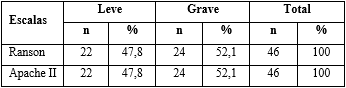 Escalas Leve Grave Total
n % n % n %
Ranson 22 47,8 24 52,1 46 100
Apache II 22 47,8 24 52,1 46 100